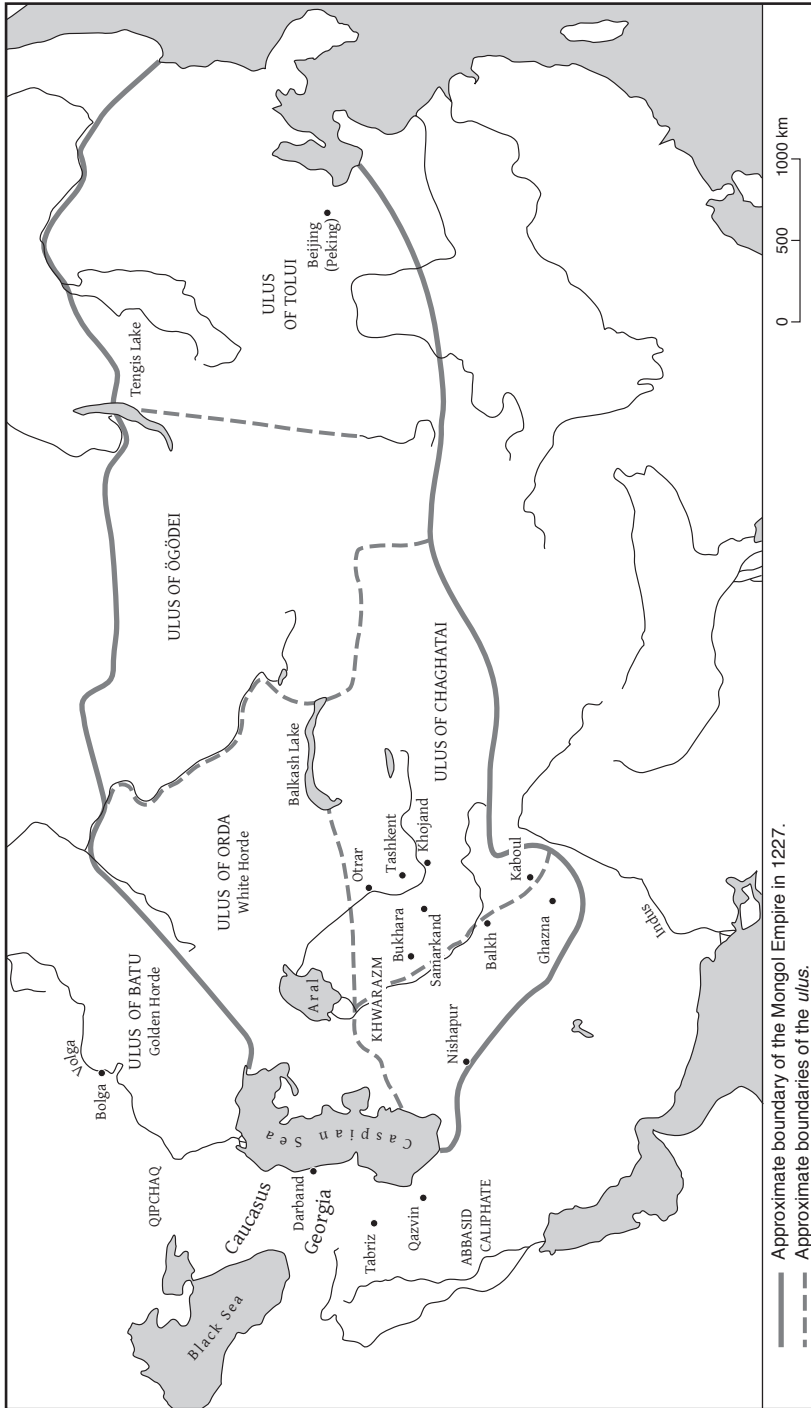 Black Sea
QIPCHAQ
Caucasus
Georgia
Darband
Tabriz
Qazvin
ABBASID
CALIPHATE
Volga
Bolga
ULUS OF BATU
Golden Horde
Caspian Sea
Aral
KHWARAZM
Nishapur
ULUS OF ORDA
White Horde
Otrar
Tashkent
Khojand
Bukhara
Samarkand
Balkh
Kaboul
Ghazna
Indus
Balkash Lake
ULUS OF CHAGHATAI
ULUS OF ÖGÖDEI
Tengis Lake
ULUS
OF TOLUI
Beijing
(Peking)
0 500 1000 km
Approximate boundary of the Mongol Empire in 1227.
Approximate boundaries of the ulus.